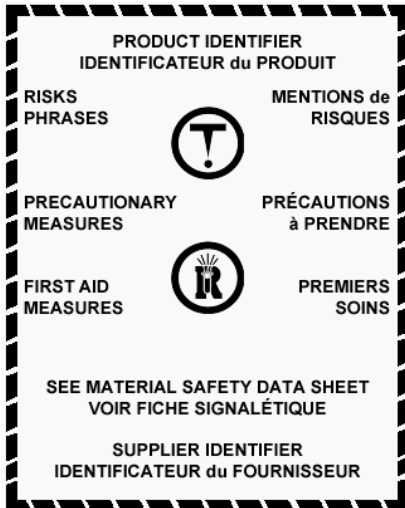 PRODUCT IDENTIFIER
IDENTIFICATEUR du PRODUIT
RISKS
PHRASES
MENTIONS de
RISQUES
PRECAUTIONARY
MEASURES
PRÉCAUTIONS
à PRENDRE
FIRST AID
MEASURES
PREMIERS
SOINS
SEE MATERIAL SAFETY DATA SHEET
VOIR FICHE SIGNALÉTIQUE
SUPPLIER IDENTIFIER
IDENTIFICATEUR du FOURNISSEUR